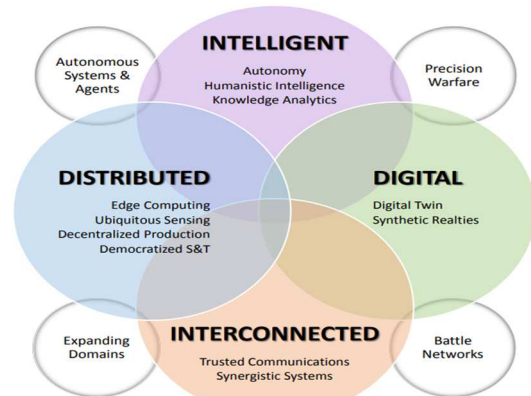 INTELLIGENT
Autonomy
Humanistic Intelligence
Knowledge Analytics
Autonomous
Systems &
Agents
Precision
Warfare
DISTRIBUTED
Edge Computing
Ubiquitous Sensing
Decentralized Production
Democratized S&T
DIGITAL
Digital Twin
Synthetic Realties
INTERCONNECTED
Trusted Communications
Synergistic Systems
Expanding
Domains
Battle
Networks